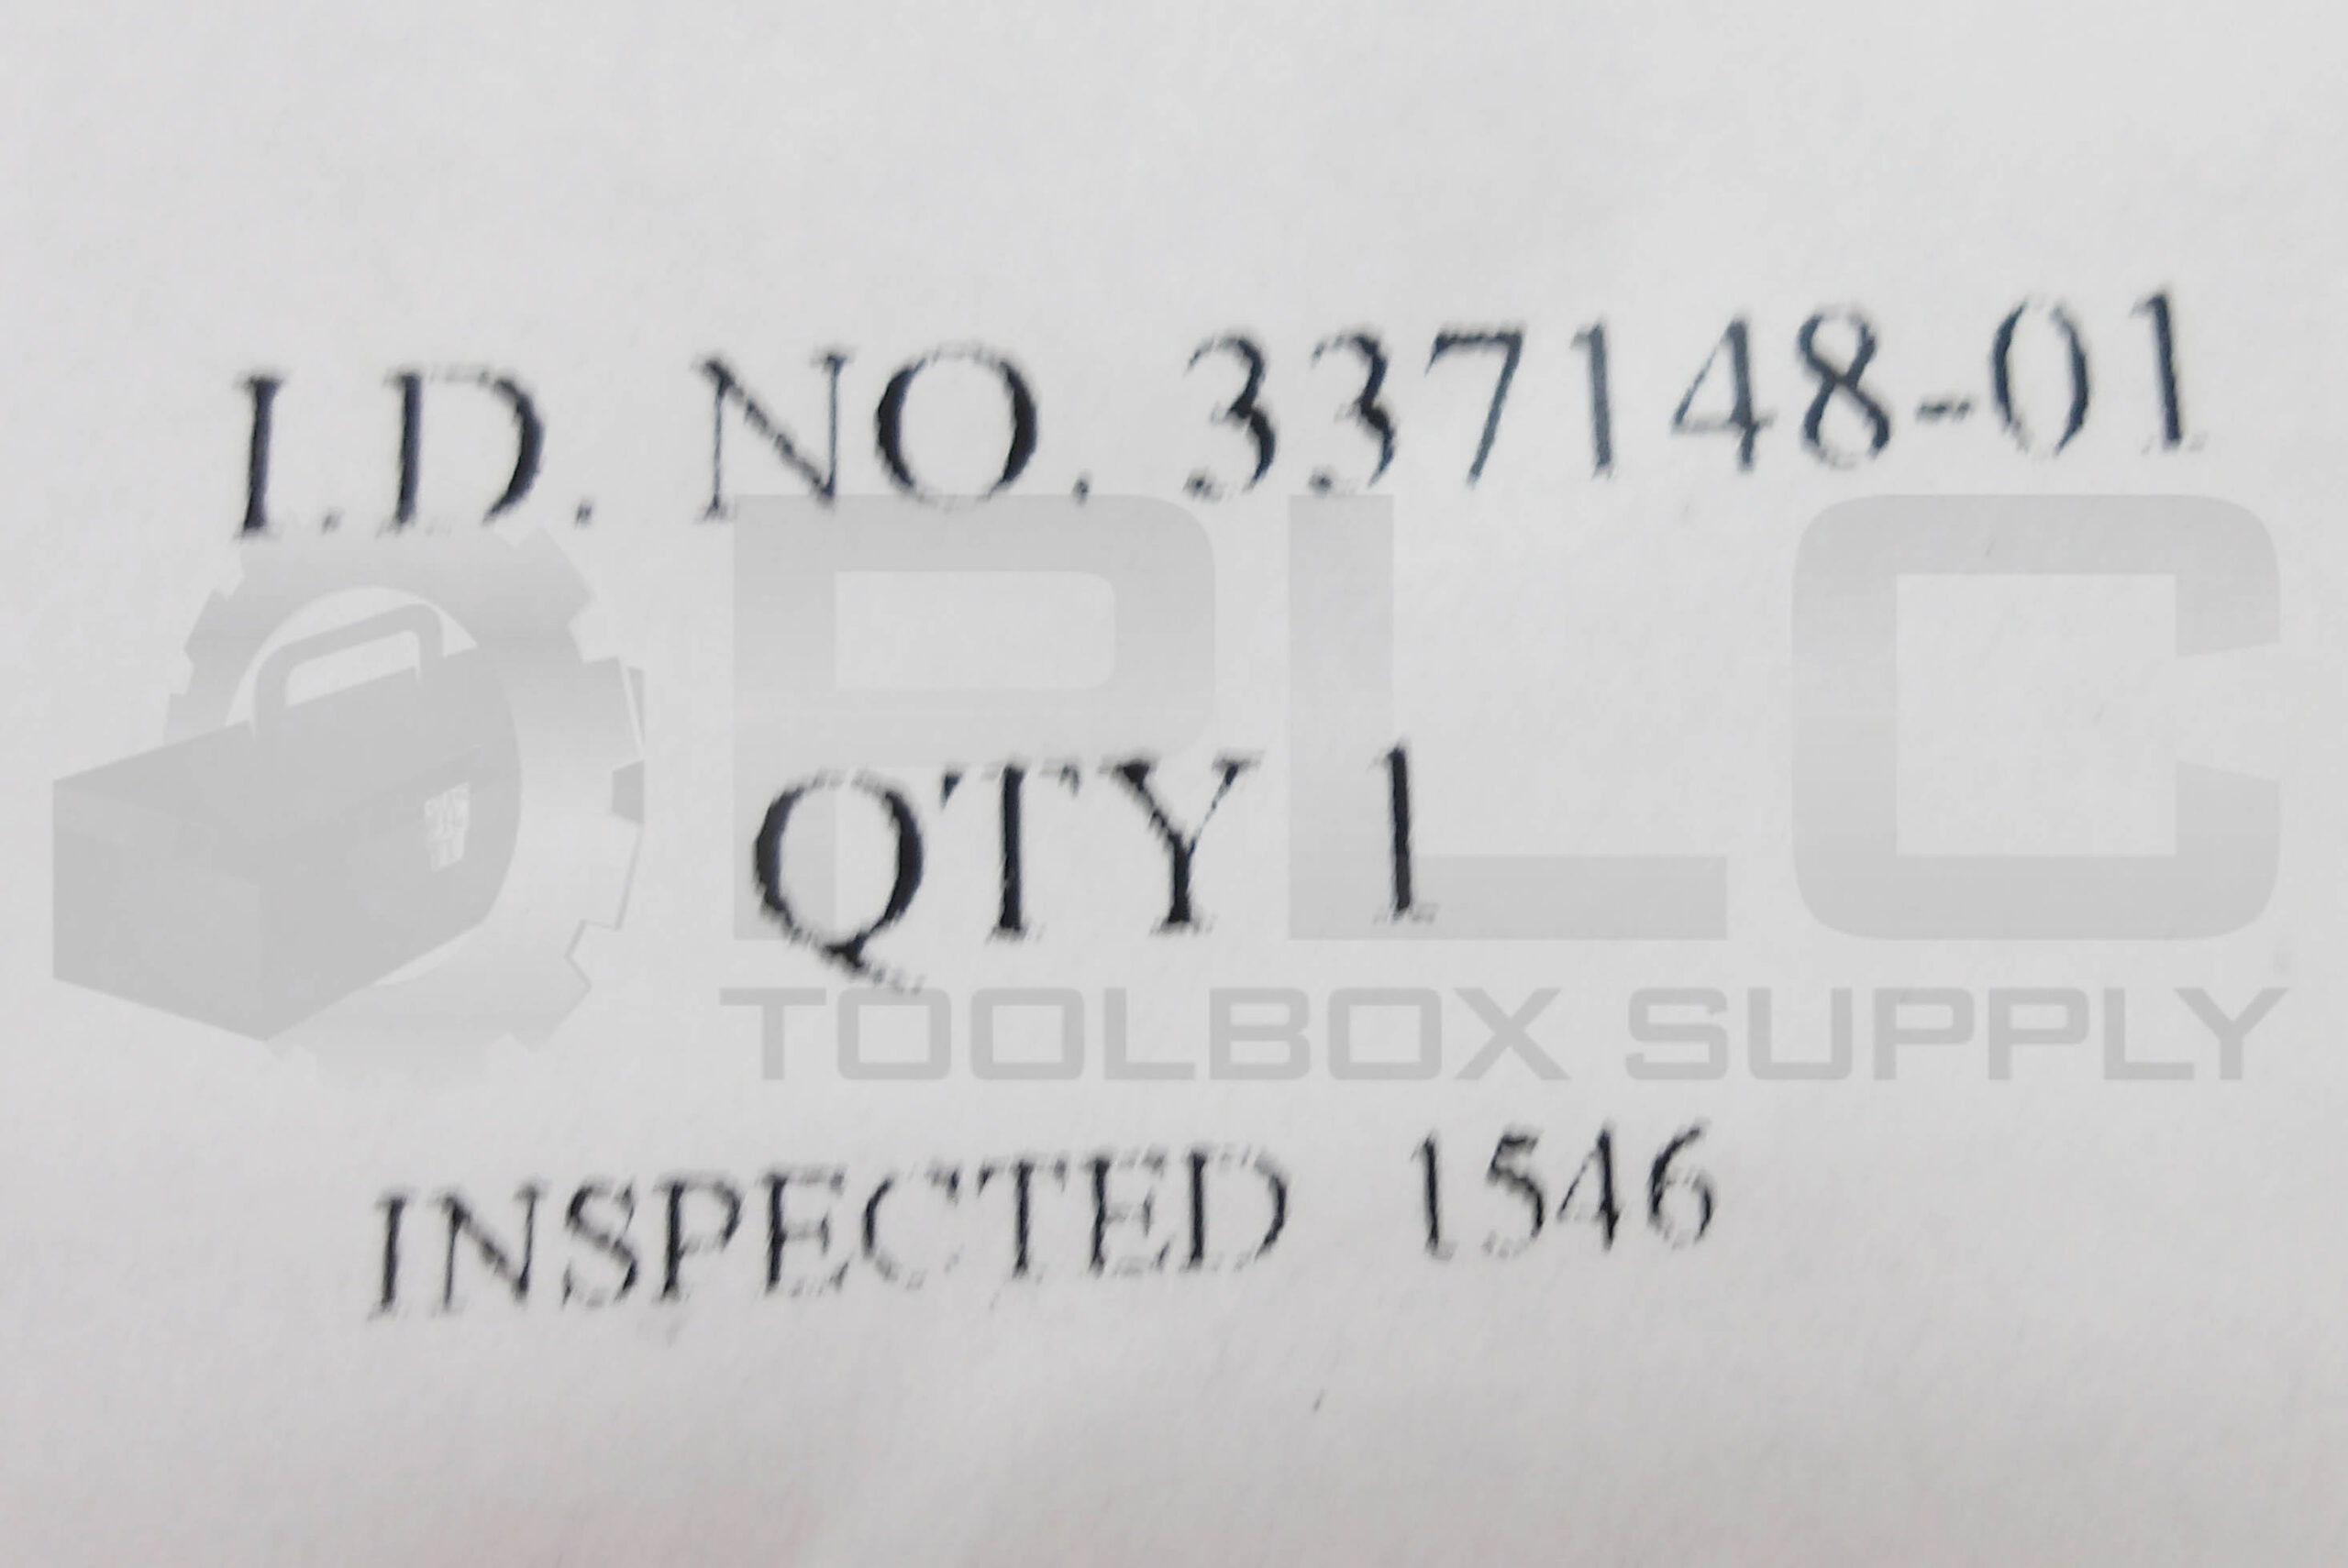 I.D. NO. 337148-01
PLC
QTY 1
TOOLBOX SUPPLY
INSPECTED 1546